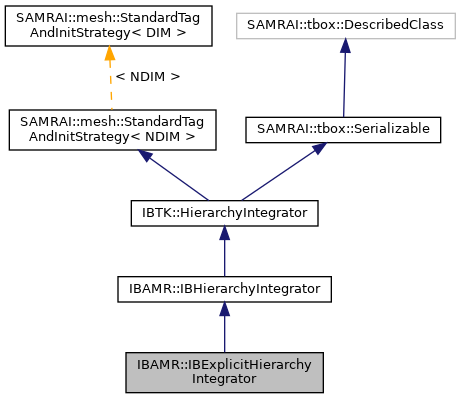 SAMRAI::mesh::StandardTag
AndInitStrategy< DIM >
SAMRAI::tbox::DescribedClass
< NDIM >
SAMRAI::mesh::StandardTag
AndInitStrategy< NDIM >
SAMRAI::tbox::Serializable
IBTK::HierarchyIntegrator
IBAMR::IBHierarchyIntegrator
IBAMR::IBExplicitHierarchy
Integrator